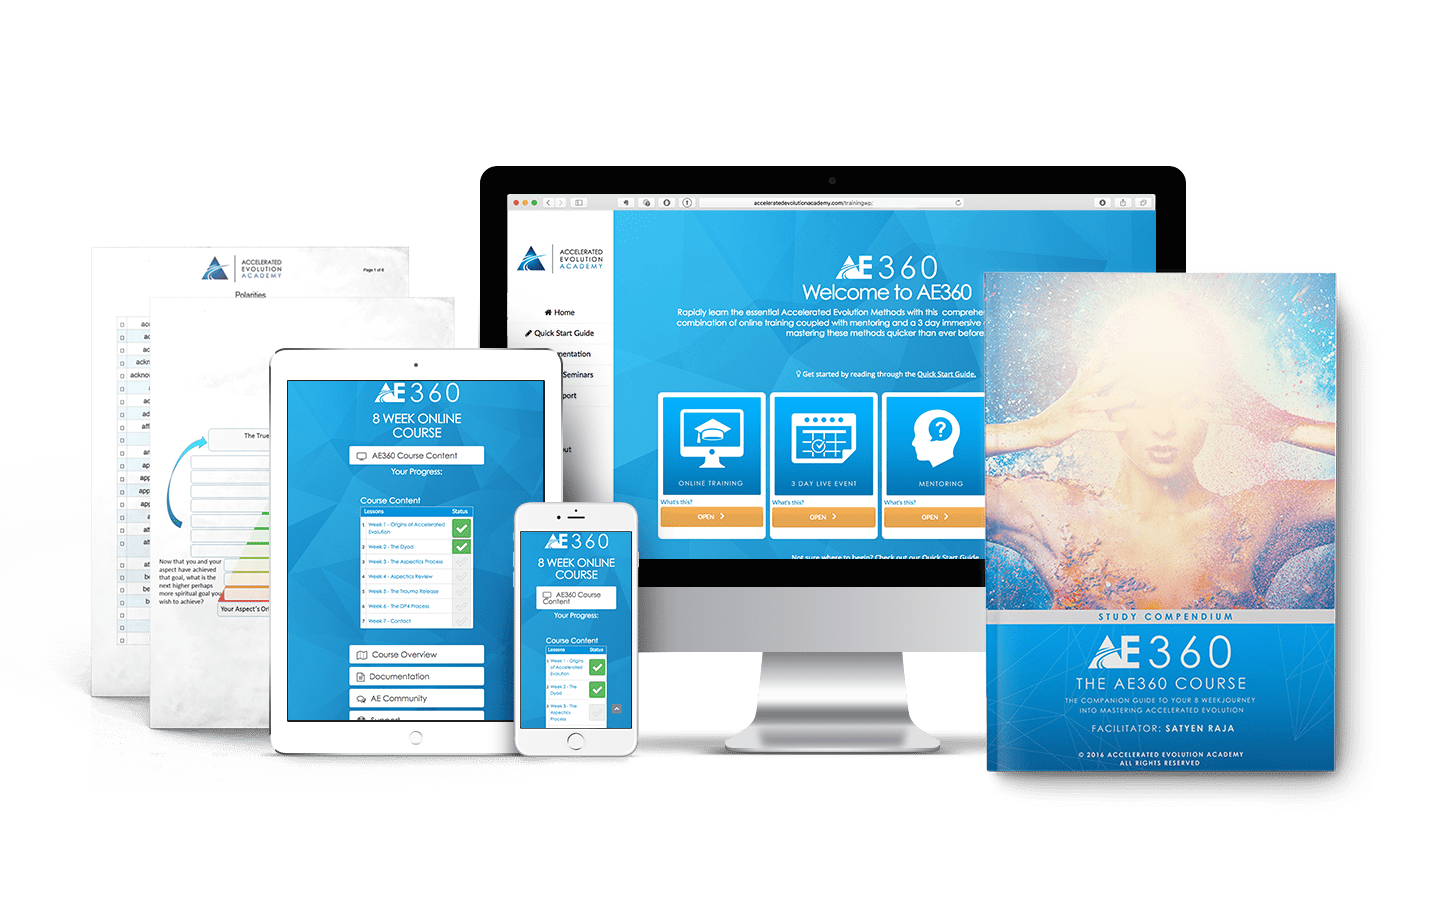 ACCELERATED
EVOLUTION
ACADEMY
Page 1 of 6
Polarities
ackn
acknow
The True
Now that you and your
aspect have achieved
that goal, what is the
next higher perhaps
more spiritual goal you
wish to achieve?
Your Aspect's Ori
AE360
8 WEEK ONLINE
COURSE
AE360 Course Content
Your Progress:
Course Content
Lessons Status
1 Week 1 - Origins of Accelerated
Evolution
2 Week 2 - The Dyad
3 Week 3 - The Aspectics Process
4 Week 4 - Aspectics Review
5 Week 5 - The Trauma Release
6 Week 6 - The DP4 Process
7 Week 7 - Contact
Course Overview
Documentation
AE Community
Support
AE360
8 WEEK ONLINE
COURSE
AE360 Course
Content
Your Progress:
Course Content
Lessons Status
1 Week 1 - Origins
of Accelerated
Evolution
2 Week 2 - The
Dyad
3 Week 3 - The
Aspectics
Process
acceleratedevolutionacademy.com/trainingwp/
ACCELERATED
EVOLUTION
ACADEMY
Home
Quick Start Guide
mentation
Seminars
port
out
AE360
Welcome to AE360
Rapidly learn the essential Accelerated Evolution Methods with this comprehe
combination of online training coupled with mentoring and a 3 day immersive
mastering these methods quicker than ever before
Get started by reading through the Quick Start Guide.
ONLINE TRAINING
What's this?
OPEN >
3 DAY LIVE EVENT
What's this?
OPEN >
MENTORING
What's this?
OPEN >
Not sure where to begin? Check out our Quick Start Guide
STUDY COMPENDIUM
AE360
THE AE360 COURSE
THE COMPANION GUIDE TO YOUR 8 WEEKJOURNEY
INTO MASTERING ACCELERATED EVOLUTION
FACILITATOR: SATYEN RAJA
© 2016 ACCELERATED EVOLUTION ACADEMY
ALL RIGHTS RESERVED